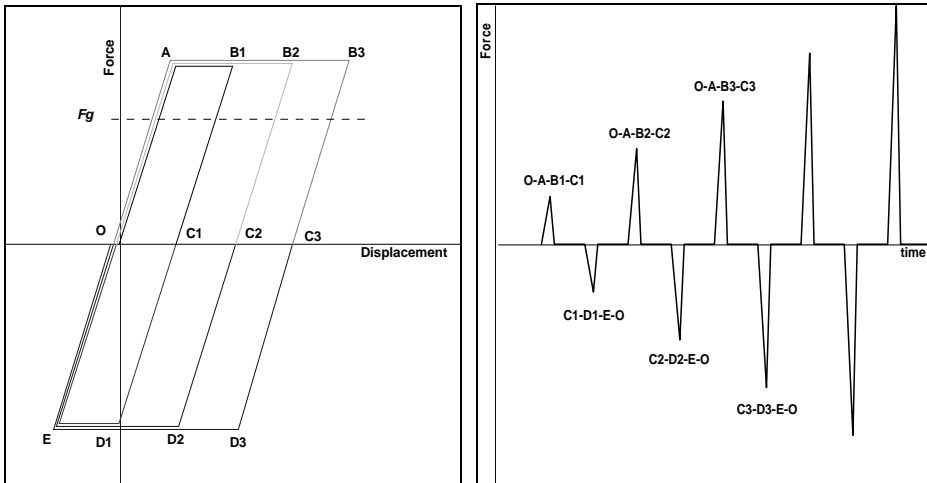 Force
A B1 B2 B3
Fg
O C1 C2 C3
Displacement
E D1 D2 D3
Force
O-A-B3-C3
O-A-B2-C2
O-A-B1-C1
time
C1-D1-E-O
C2-D2-E-O
C3-D3-E-O